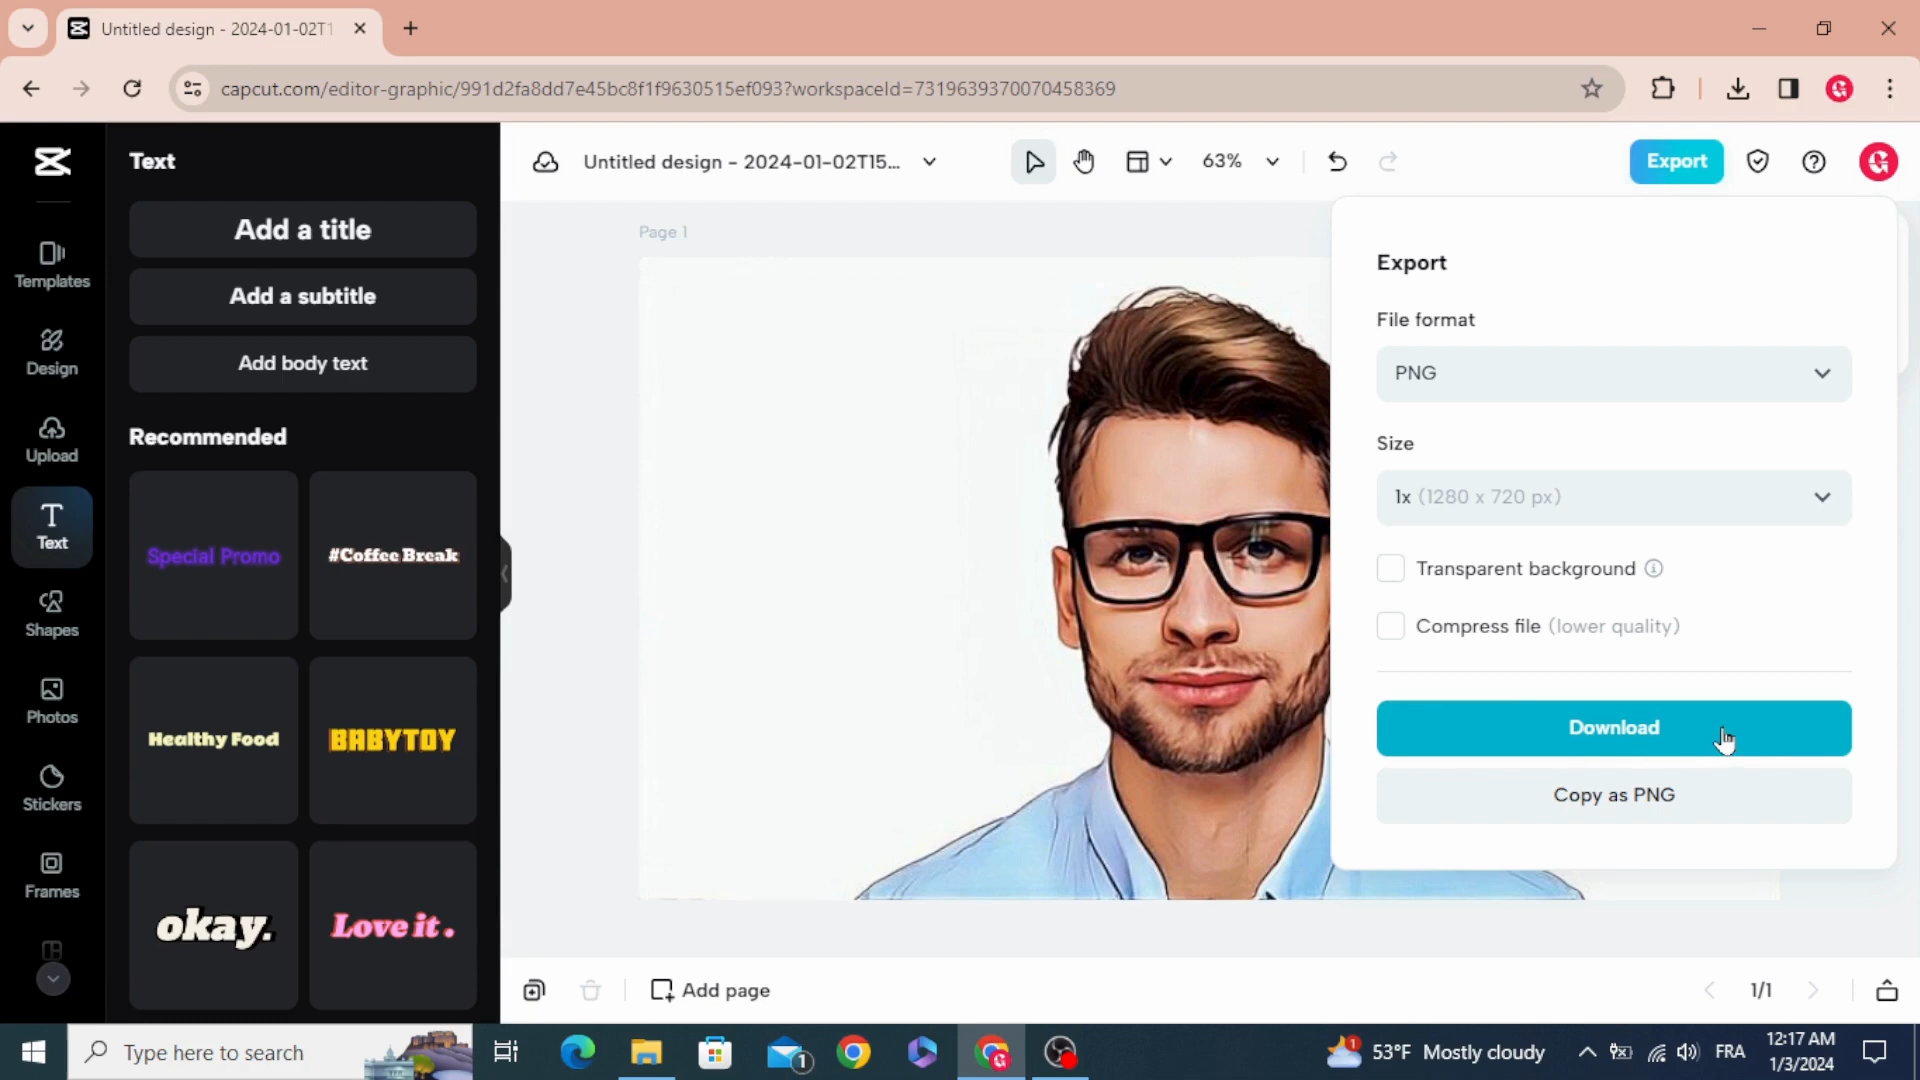 Untitled design - 2024-01-02T1
capcut.com/editor-graphic/991d2fa8dd7e45bc8f1f9630515ef093?workspaceId=7319639370070458369
Text
Untitled design - 2024-01-02T15...
63%
Export
Templates
Design
Upload
Text
Shapes
Photos
Stickers
Frames
Add a title
Add a subtitle
Add body text
Recommended
Special Promo
#Coffee Break
Healthy Food
BABYTOY
okay.
Love it.
Page 1
Export
File format
PNG
Size
1x (1280 x 720 px)
Transparent background
Compress file (lower quality)
Download
Copy as PNG
Add page
1/1
Type here to search
1
1
53°F Mostly cloudy
FRA
12:17 AM
1/3/2024